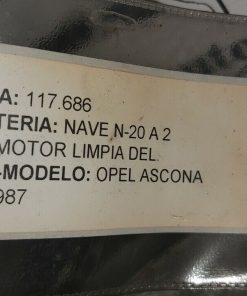 A: 117.686
TERIA: NAVE N-20 A 2
MOTOR LIMPIA DEL
-MODELO: OPEL ASCONA
987